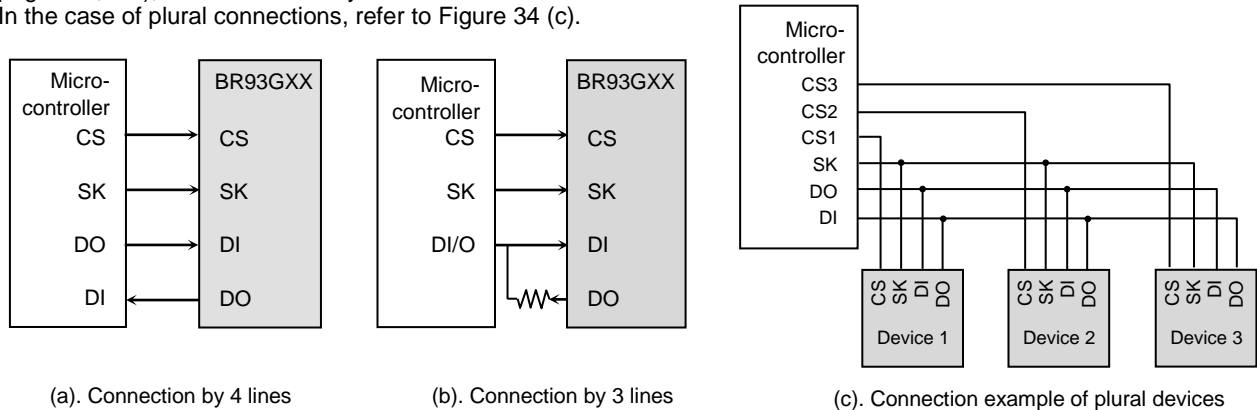 In the case of plural connections, refer to Figure 34 (c).
Micro-
controller
CS
SK
DO
DI
BR93GXX
CS
SK
DI
DO
(a). Connection by 4 lines
Micro-
controller
CS
SK
DI/O
BR93GXX
CS
SK
DI
DO
(b). Connection by 3 lines
Micro-
controller
CS3
CS2
CS1
SK
DO
DI
CS
SK
DI
DO
Device 1
CS
SK
DI
DO
Device 2
CS
SK
DI
DO
Device 3
(c). Connection example of plural devices